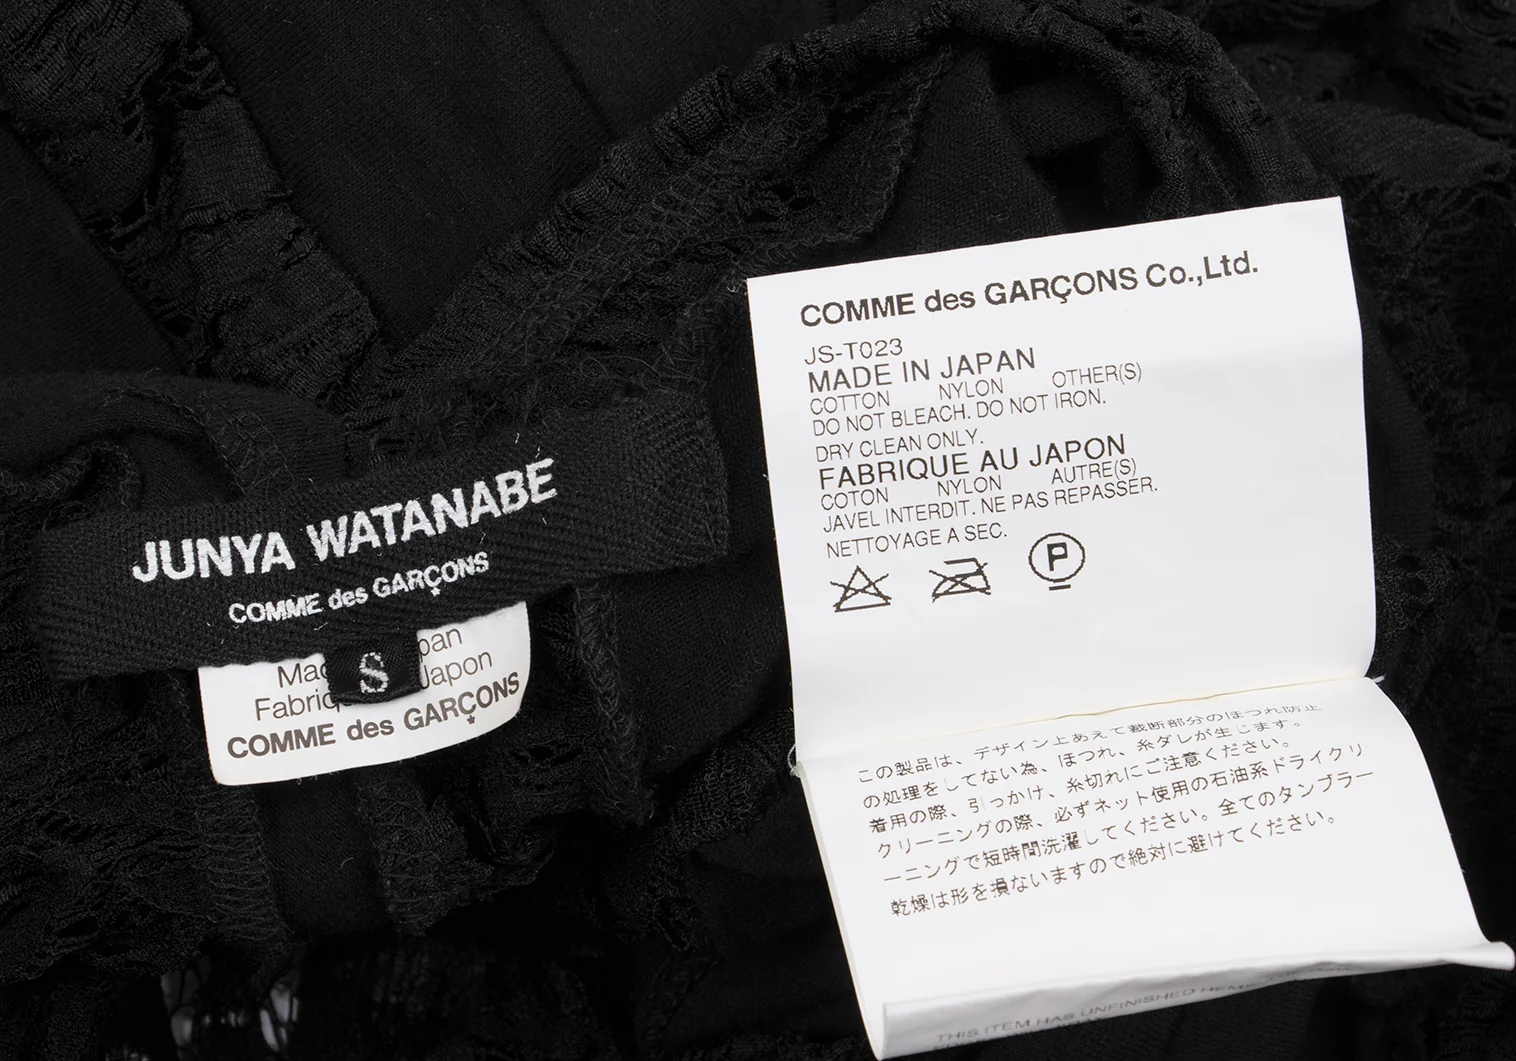 JUNYA WATANABE
COMME des GARÇONS
S
Fabriq Japon
COMME des GARÇONS
COMME des GARÇONS Co.,Ltd.
JS-T023
MADE IN JAPAN
COTTON NYLON OTHER(S)
DO NOT BLEACH. DO NOT IRON.
DRY CLEAN ONLY.
FABRIQUE AU JAPON
COTON NYLON AUTRE(S)
JAVEL INTERDIT. NE PAS REPASSER.
NETTOYAGE A SEC.
P
この製品は、デザイン上あえて裁断部分のほつれ防止
の処理をしてない為、ほつれ、糸ダレが生じます。
着用の際、引っかけ、糸切れにご注意ください。
クリーニングの際、必ずネット使用の石油系ドライクリ
ーニングで短時間洗濯してください。全てのタンブラー
乾燥は形を損ないますので絶対に避けてください。
THIS ITEM HAS UNFINISHED HEMS